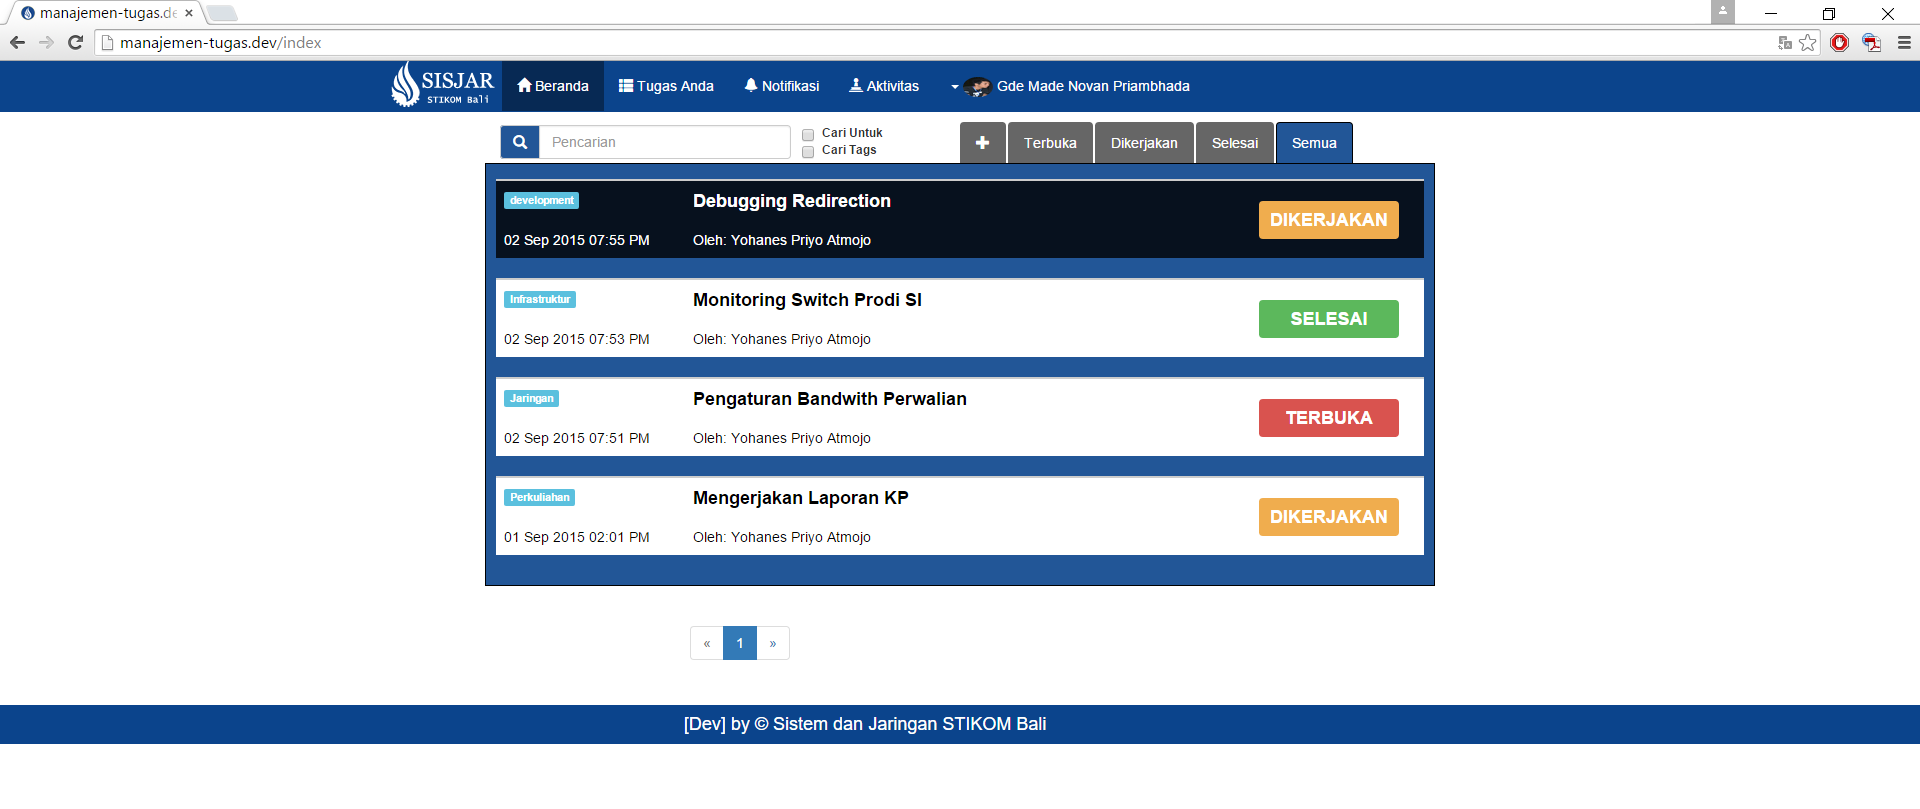 manajemen-tugas.de
manajemen-tugas.dev/index
SISJAR
STIKOM Bali
Beranda
Tugas Anda
Notifikasi
Aktivitas
Gde Made Novan Priambhada
Pencarian
Cari Untuk
Cari Tags
Terbuka
Dikerjakan
Selesai
Semua
development
Debugging Redirection
DIKERJAKAN
02 Sep 2015 07:55 PM
Oleh: Yohanes Priyo Atmojo
Infrastruktur
Monitoring Switch Prodi SI
SELESAI
02 Sep 2015 07:53 PM
Oleh: Yohanes Priyo Atmojo
Jaringan
Pengaturan Bandwith Perwalian
TERBUKA
02 Sep 2015 07:51 PM
Oleh: Yohanes Priyo Atmojo
Perkuliahan
Mengerjakan Laporan KP
DIKERJAKAN
01 Sep 2015 02:01 PM
Oleh: Yohanes Priyo Atmojo
« 1 »
[Dev] by © Sistem dan Jaringan STIKOM Bali